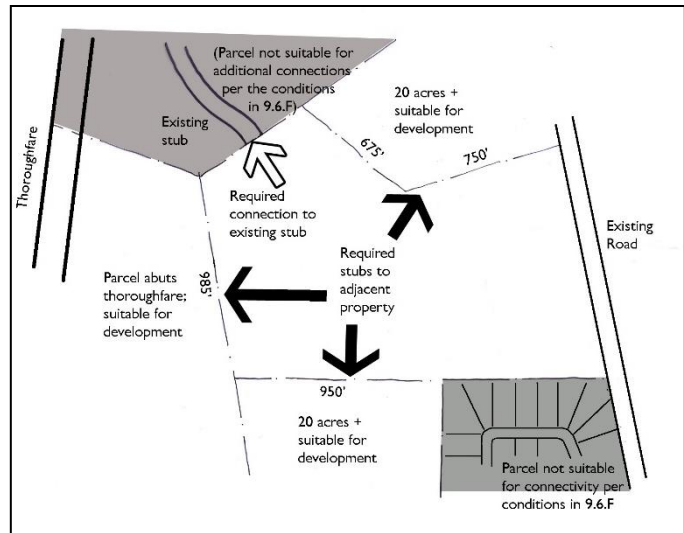 (Parcel not suitable for
additional connections
per the conditions
in 9.6.F)
20 acres +
suitable for
development
Existing
stub
675'
750'
Thoroughfare
Required
connection to
existing stub
Existing
Road
Required
stubs to
adjacent
property
Parcel abuts
thoroughfare;
suitable for
development
985'
950'
20 acres +
suitable for
development
Parcel not suitable
for connectivity per
conditions in 9.6.F